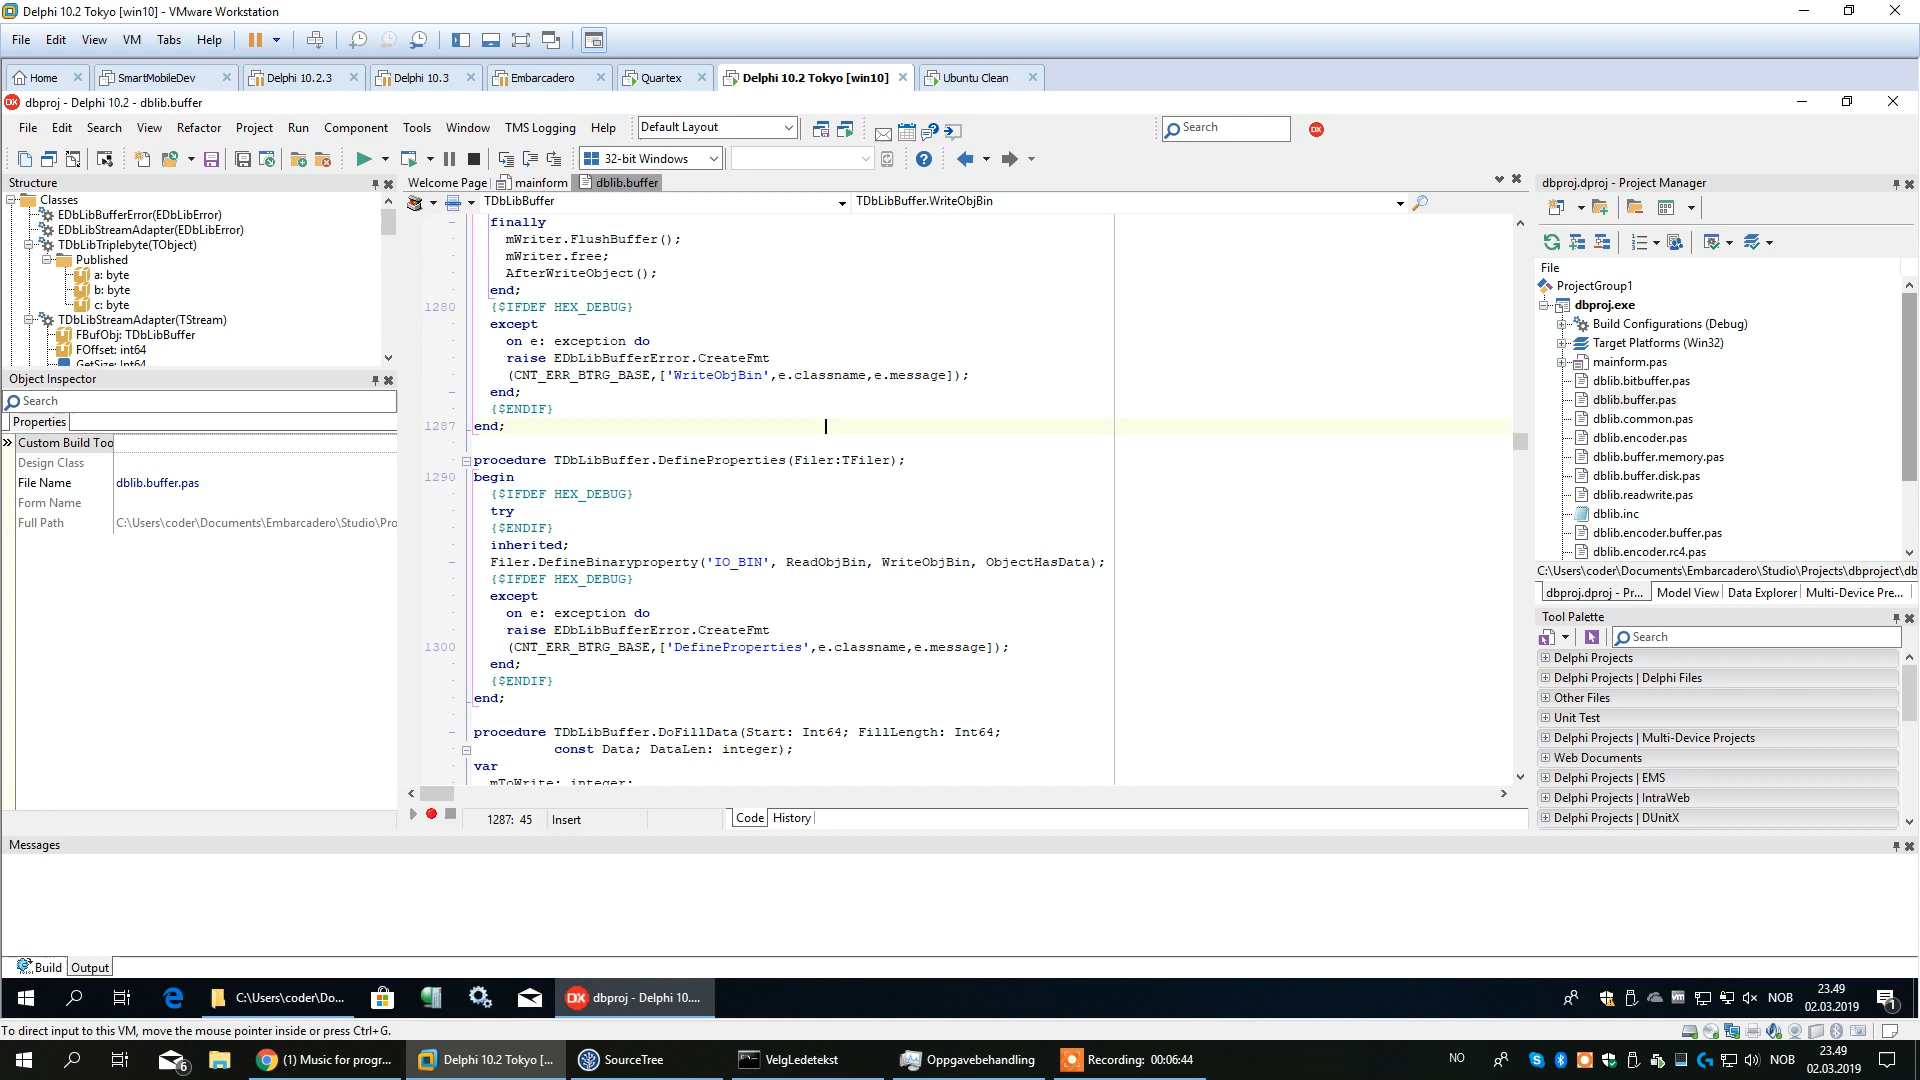 Delphi 10.2 Tokyo [win10] - VMware Workstation
File Edit View VM Tabs Help
Home SmartMobileDev Delphi 10.2.3 Delphi 10.3 Embarcadero Quartex Delphi 10.2 Tokyo [win10] Ubuntu Clean
DX dbproj - Delphi 10.2 - dblib.buffer
File Edit Search View Refactor Project Run Component Tools Window TMS Logging Help Default Layout Search DX
32-bit Windows
Structure
Classes
EDbLibBufferError(EDbLibError)
EDbLibStreamAdapter(EDbLibError)
TDbLibTriplebyte(TObject)
Published
a: byte
b: byte
c: byte
TDbLibStreamAdapter(TStream)
FBufObj: TDbLibBuffer
FOffset: int64
GetSize: Int64
Object Inspector
Search
Properties
Custom Build Too
Design Class
File Name dblib.buffer.pas
Form Name
Full Path C:\Users\coder\Documents\Embarcadero\Studio\Pro
Welcome Page mainform dblib.buffer
TDbLibBuffer TDbLibBuffer.WriteObjBin
finally
mWriter.FlushBuffer();
mWriter.free;
AfterWriteObject();
end;
1280 {$IFDEF HEX_DEBUG}
except
on e: exception do
raise EDbLibBufferError.CreateFmt
(CNT_ERR_BTRG_BASE,['WriteObjBin',e.classname,e.message]);
end;
{$ENDIF}
1287 end;
procedure TDbLibBuffer.DefineProperties(Filer:TFiler);
1290 begin
{$IFDEF HEX_DEBUG}
try
{$ENDIF}
inherited;
Filer.DefineBinaryproperty('IO_BIN', ReadObjBin, WriteObjBin, ObjectHasData);
{$IFDEF HEX_DEBUG}
except
on e: exception do
raise EDbLibBufferError.CreateFmt
1300 (CNT_ERR_BTRG_BASE,['DefineProperties',e.classname,e.message]);
end;
{$ENDIF}
end;
procedure TDbLibBuffer.DoFillData(Start: Int64; FillLength: Int64;
const Data; DataLen: integer);
var
mToWrite: integer;
1287: 45 Insert Code History
dbproj.dproj - Project Manager
File
ProjectGroup1
dbproj.exe
Build Configurations (Debug)
Target Platforms (Win32)
mainform.pas
dblib.bitbuffer.pas
dblib.buffer.pas
dblib.common.pas
dblib.encoder.pas
dblib.buffer.memory.pas
dblib.buffer.disk.pas
dblib.readwrite.pas
dblib.inc
dblib.encoder.buffer.pas
dblib.encoder.rc4.pas
C:\Users\coder\Documents\Embarcadero\Studio\Projects\dbproject\db
dbproj.dproj - Pr... Model View Data Explorer Multi-Device Pre...
Tool Palette
Search
Delphi Projects
Delphi Projects | Delphi Files
Other Files
Unit Test
Delphi Projects | Multi-Device Projects
Web Documents
Delphi Projects | EMS
Delphi Projects | IntraWeb
Delphi Projects | DUnitX
Messages
Build Output
C:\Users\coder\Do... DX dbproj - Delphi 10.... NOB 23.49 02.03.2019 1
To direct input to this VM, move the mouse pointer inside or press Ctrl+G.
6 (1) Music for progr... Delphi 10.2 Tokyo [... SourceTree VelgLedetekst Oppgavebehandling Recording: 00:06:44 NO NOB 23.49 02.03.2019